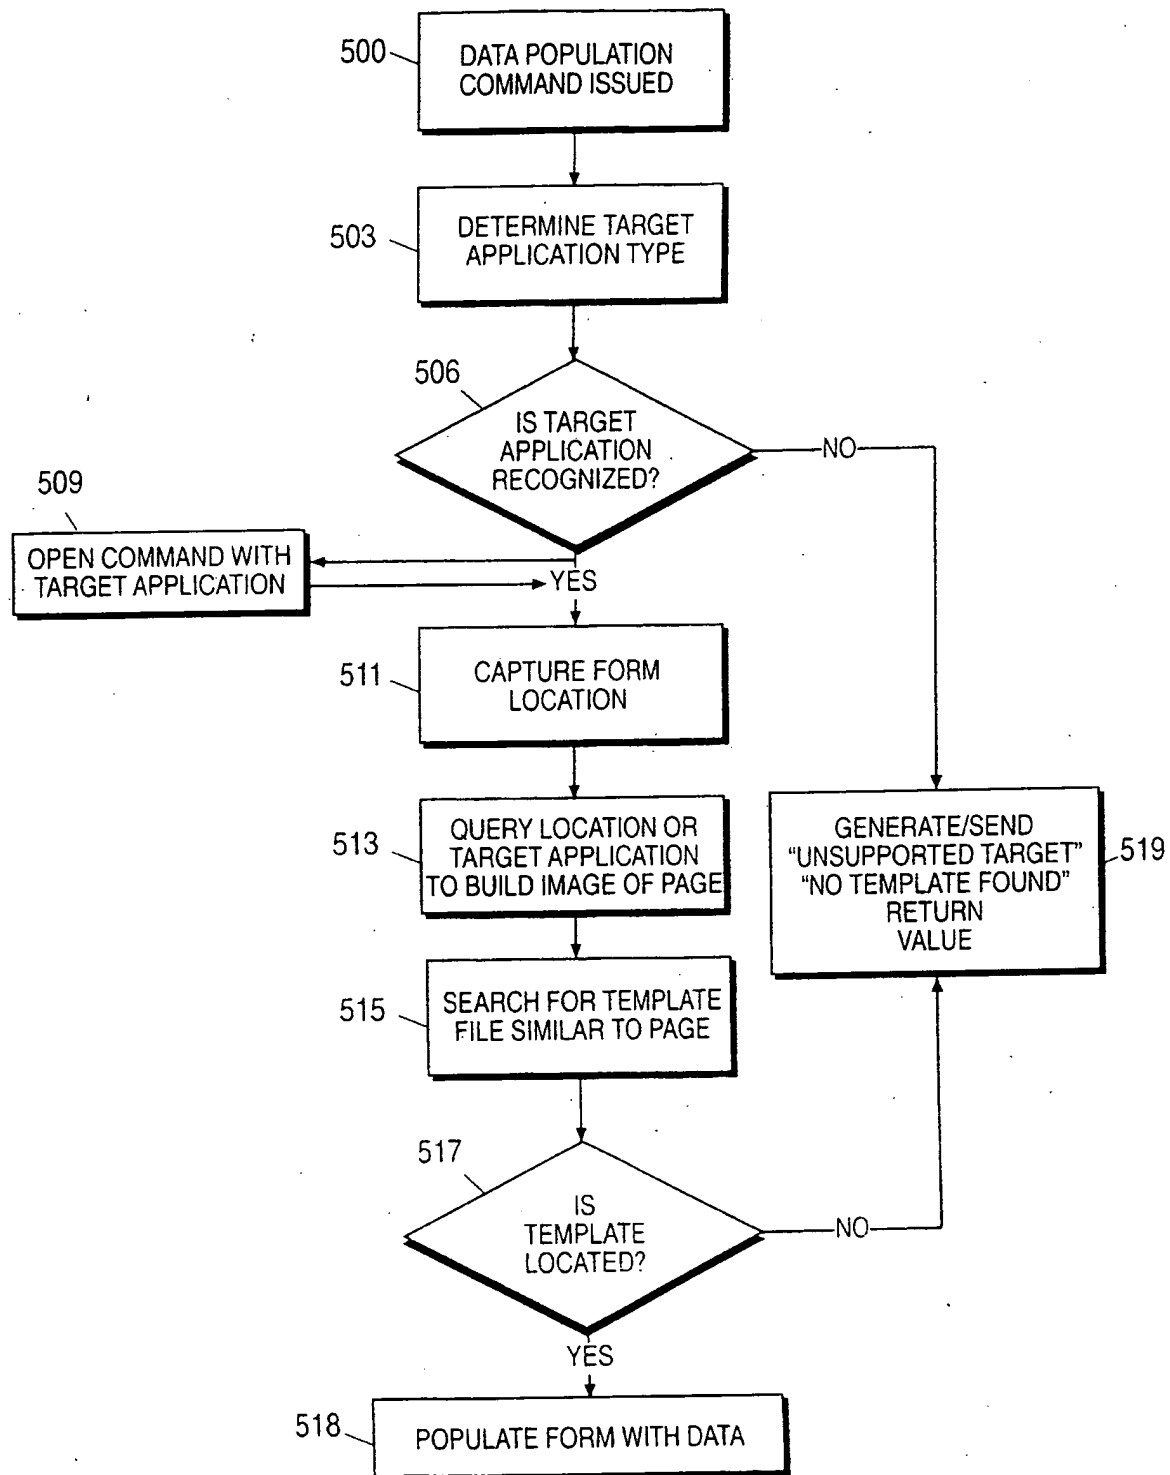 500
DATA POPULATION
COMMAND ISSUED
503
DETERMINE TARGET
APPLICATION TYPE
506
IS TARGET
APPLICATION
RECOGNIZED?
NO
509
OPEN COMMAND WITH
TARGET APPLICATION
YES
511
CAPTURE FORM
LOCATION
513
QUERY LOCATION OR
TARGET APPLICATION
TO BUILD IMAGE OF PAGE
GENERATE/SEND
“UNSUPPORTED TARGET”
“NO TEMPLATE FOUND”
RETURN
VALUE
519
515
SEARCH FOR TEMPLATE
FILE SIMILAR TO PAGE
517
IS
TEMPLATE
LOCATED?
NO
YES
518
POPULATE FORM WITH DATA